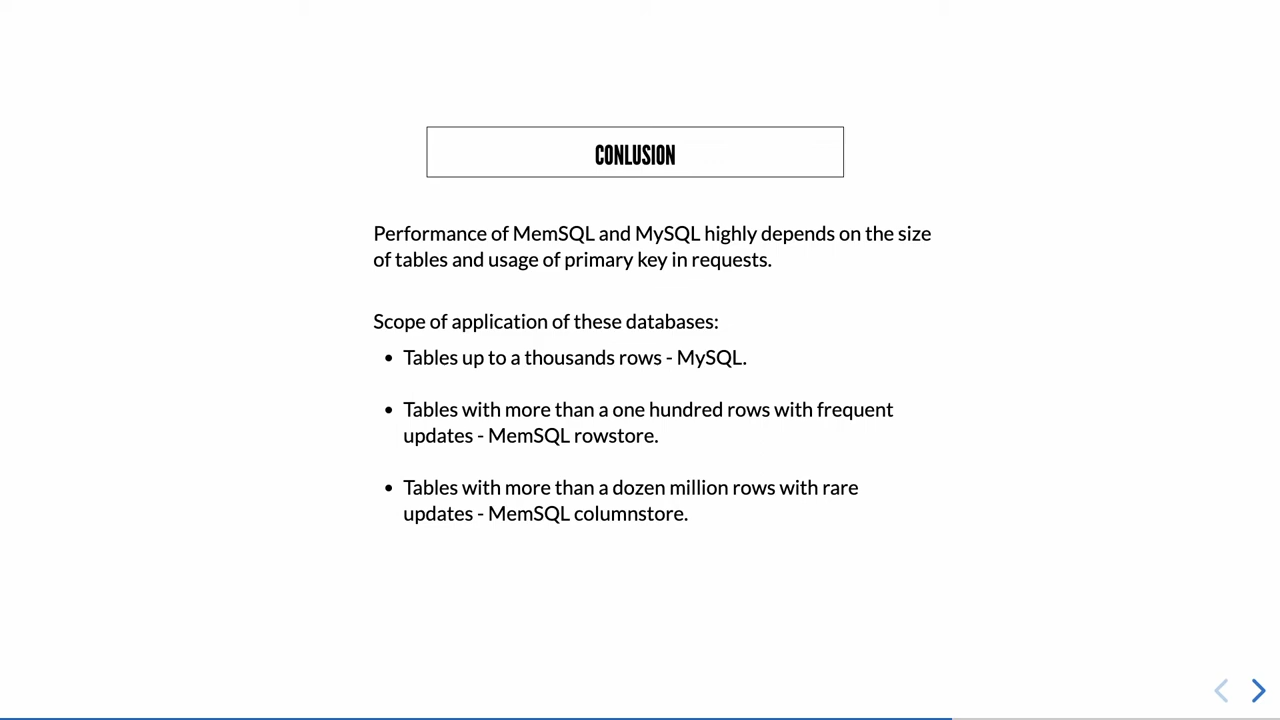 CONLUSION
Performance of MemSQL and MySQL highly depends on the size
of tables and usage of primary key in requests.
Scope of application of these databases:
• Tables up to a thousands rows - MySQL.
• Tables with more than a one hundred rows with frequent
updates - MemSQL rowstore.
• Tables with more than a dozen million rows with rare
updates - MemSQL columnstore.